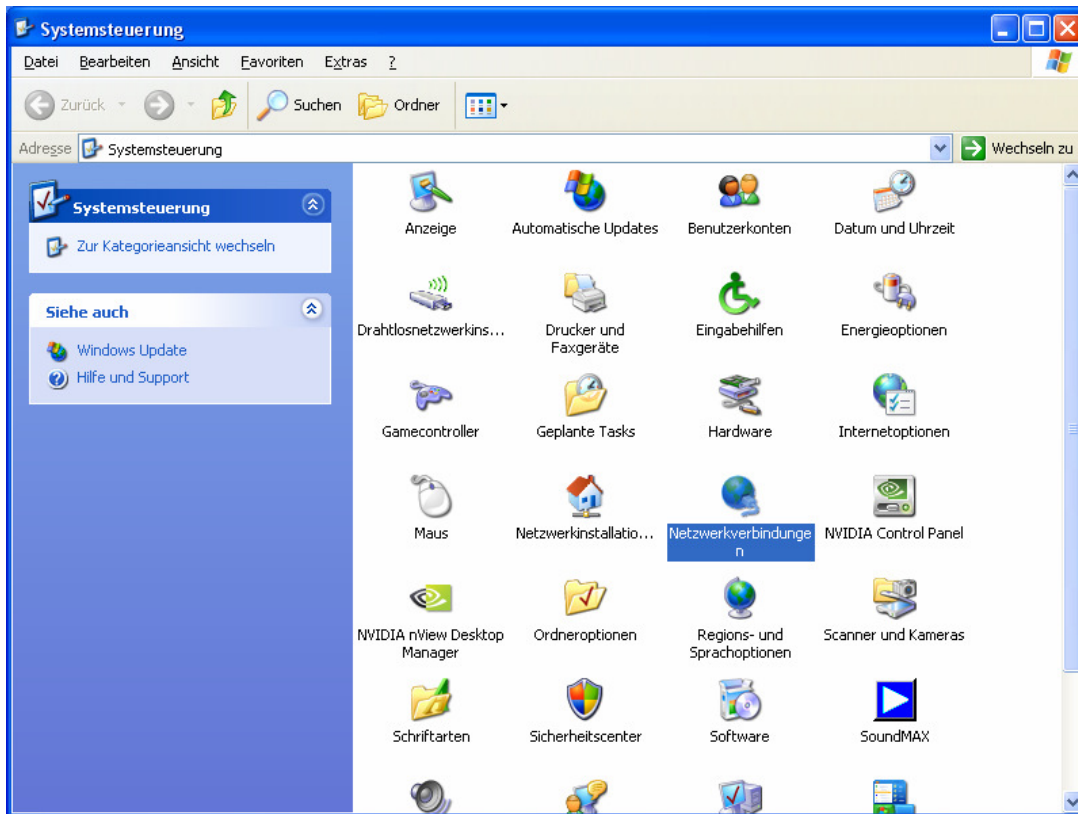 Systemsteuerung
Datei Bearbeiten Ansicht Favoriten Extras ?
Zurück Suchen Ordner
Adresse Systemsteuerung Wechseln zu
Systemsteuerung
Zur Kategorieansicht wechseln
Siehe auch
Windows Update
Hilfe und Support
Anzeige Automatische Updates Benutzerkonten Datum und Uhrzeit
Drahtlosnetzwerkins... Drucker und Eingabehilfen Energieoptionen
Faxgeräte
Gamecontroller Geplante Tasks Hardware Internetoptionen
Maus Netzwerkinstallatio... Netzwerkverbindunge NVIDIA Control Panel
n
NVIDIA nView Desktop Ordneroptionen Regions- und Scanner und Kameras
Manager Sprachoptionen
Schriftarten Sicherheitscenter Software SoundMAX